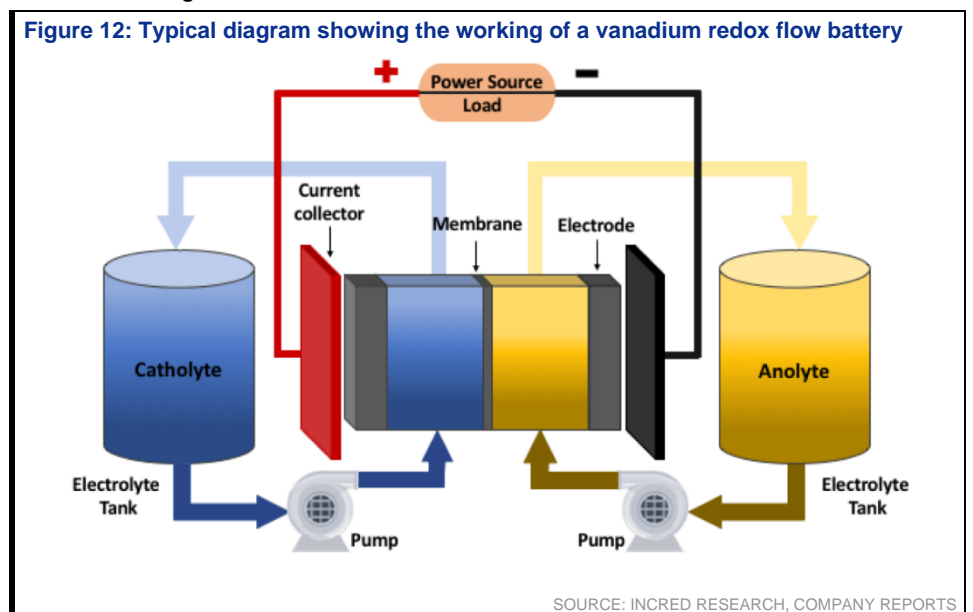 Figure 12: Typical diagram showing the working of a vanadium redox flow battery
+
−
Power Source
Load
Current
collector
Membrane
Electrode
Catholyte
Anolyte
Electrolyte
Tank
Pump
Pump
Electrolyte
Tank
SOURCE: INCRED RESEARCH, COMPANY REPORTS